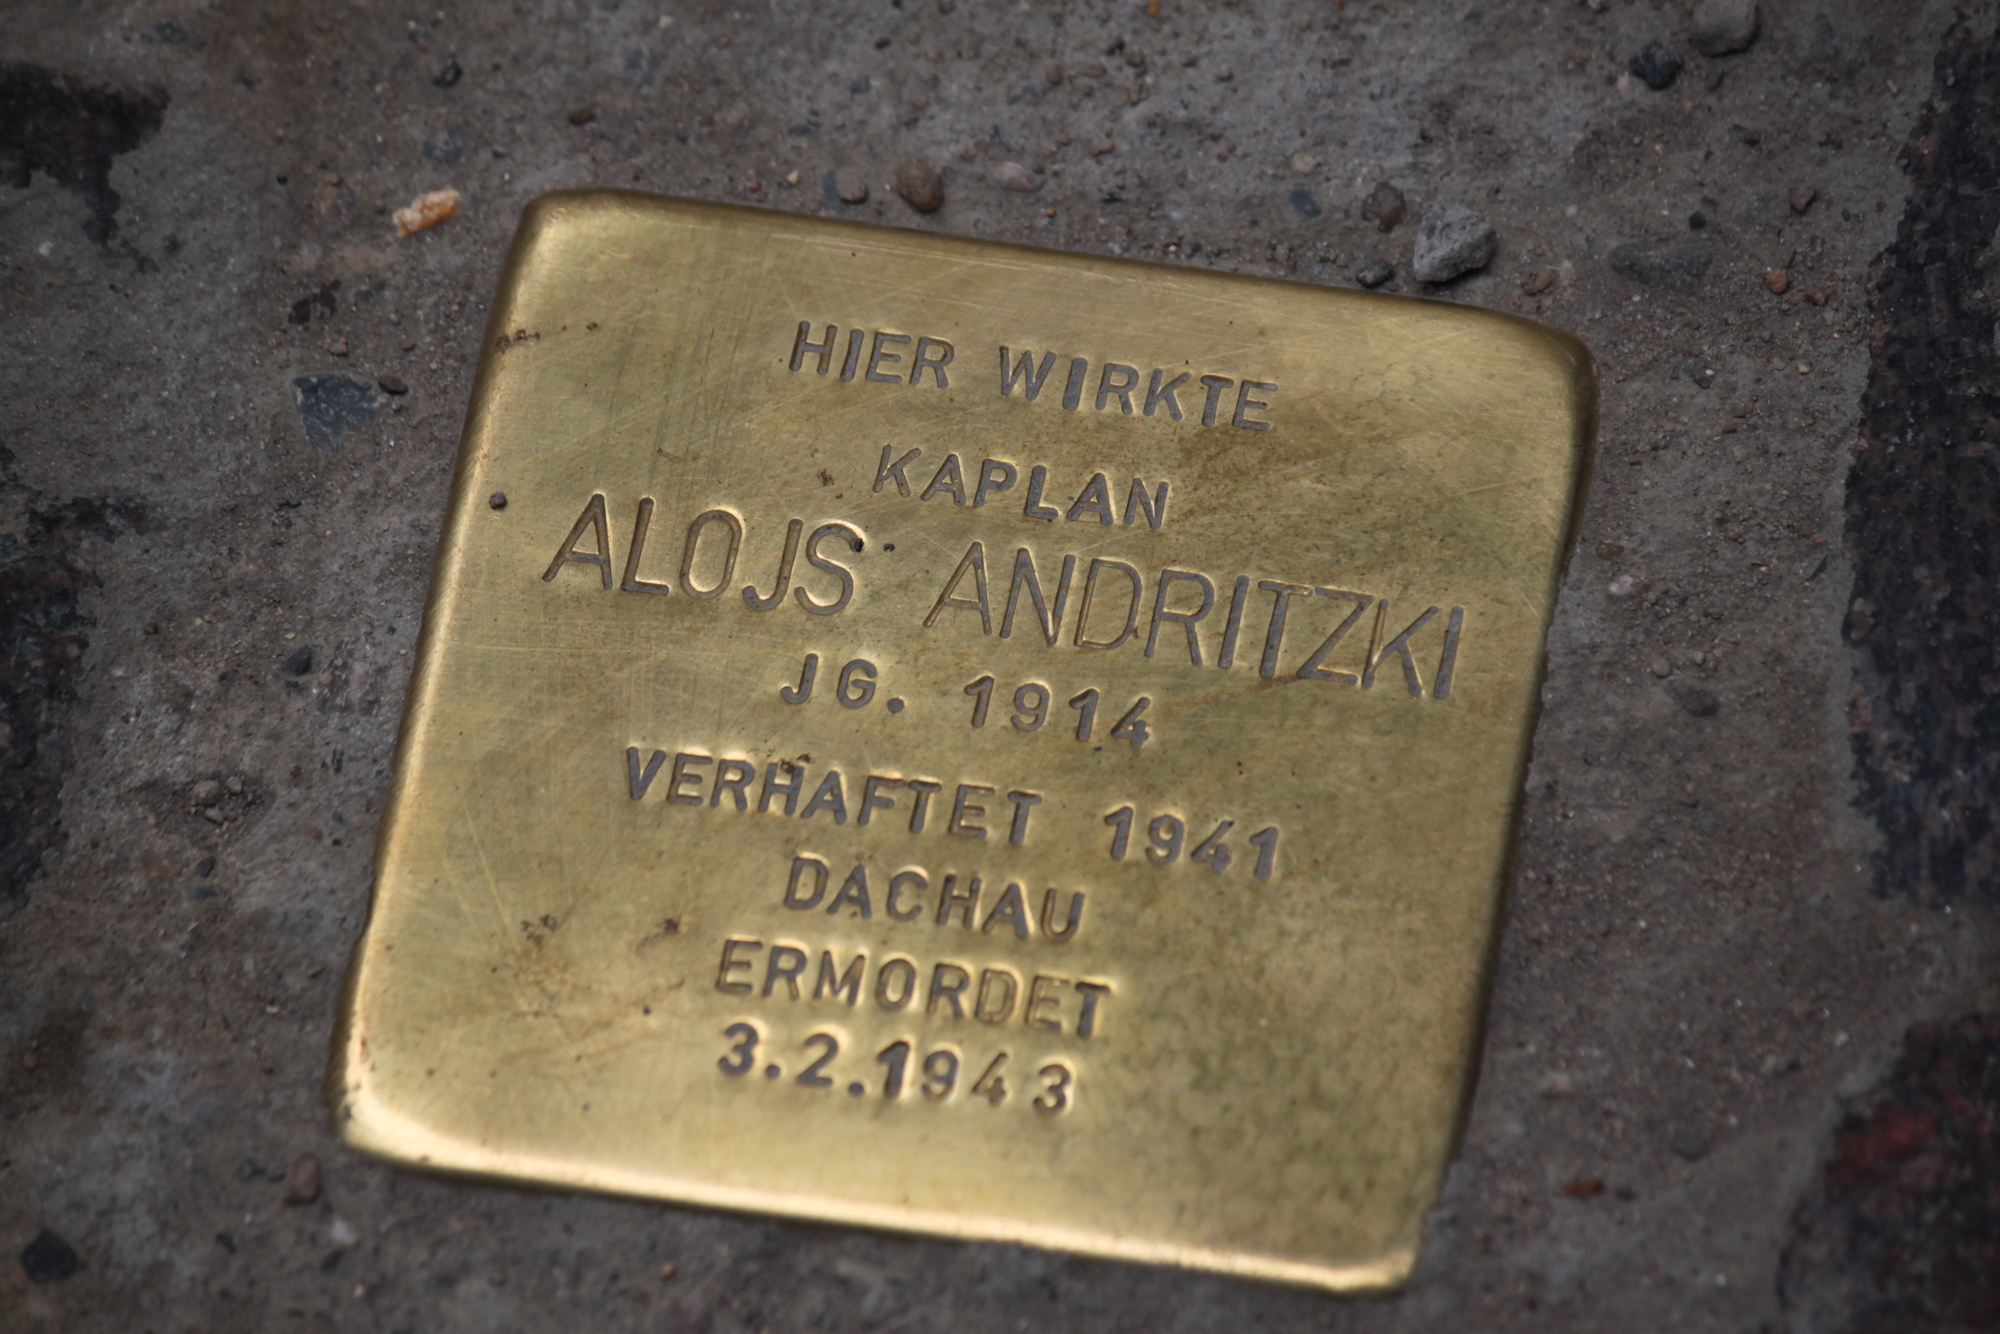 HIER WIRKTE
KAPLAN
ALOJS ANDRITZKI
JG. 1914
VERHAFTET 1941
DACHAU
ERMORDET
3.2.1943